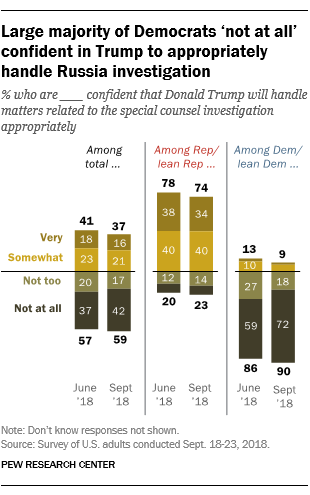 Large majority of Democrats ‘not at all’
confident in Trump to appropriately
handle Russia investigation
% who are ___ confident that Donald Trump will handle
matters related to the special counsel investigation
appropriately
Among
total ...
Among Rep/
lean Rep ...
Among Dem/
lean Dem ...
41 37 78 74 13 9
Very 18 16 38 34
Somewhat 23 21 40 40 10
Not too 20 17 12 14 27 18
Not at all 37 42 59 72
57 59 20 23 86 90
June Sept June Sept June Sept
’18 ’18 ’18 ’18 ’18 ’18
Note: Don’t know responses not shown.
Source: Survey of U.S. adults conducted Sept. 18-23, 2018.
PEW RESEARCH CENTER